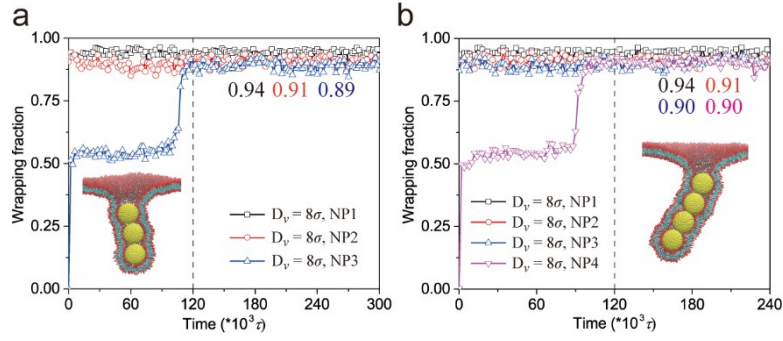 a
Wrapping fraction
1.00
0.75
0.50
0.25
0.00
0.94 0.91 0.89
D𝑣 = 8σ, NP1
D𝑣 = 8σ, NP2
D𝑣 = 8σ, NP3
0 60 120 180 240 300
Time (*10³ τ)
b
Wrapping fraction
1.00
0.75
0.50
0.25
0.00
0.94 0.91
0.90 0.90
D𝑣 = 8σ, NP1
D𝑣 = 8σ, NP2
D𝑣 = 8σ, NP3
D𝑣 = 8σ, NP4
0 60 120 180 240
Time (*10³ τ)